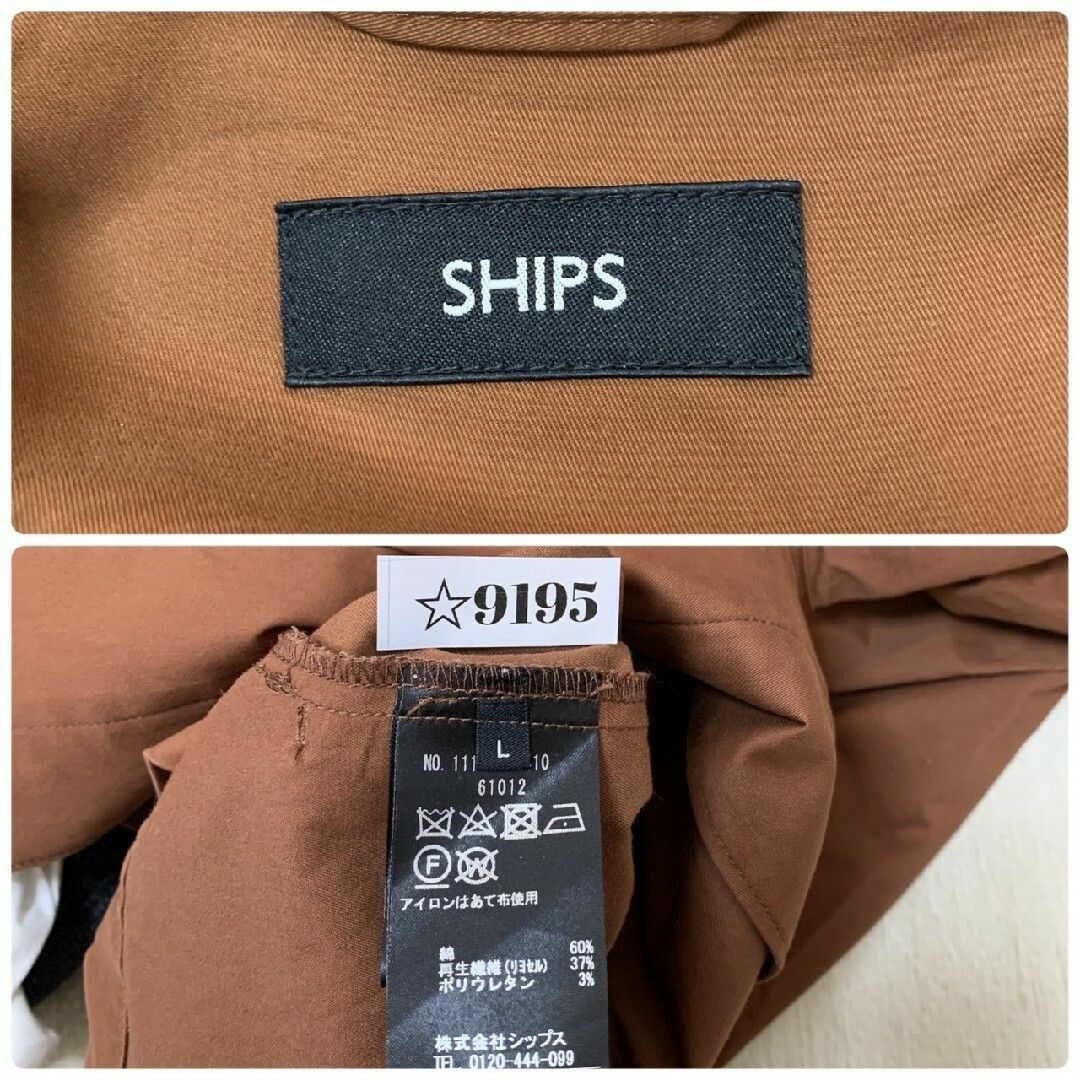 SHIPS
☆9195
L
NO. 111 10
61012
F W
アイロンはあて布使用
綿 60%
再生繊維(リヨセル) 37%
ポリウレタン 3%
株式会社シップス
TEL. 0120-444-099